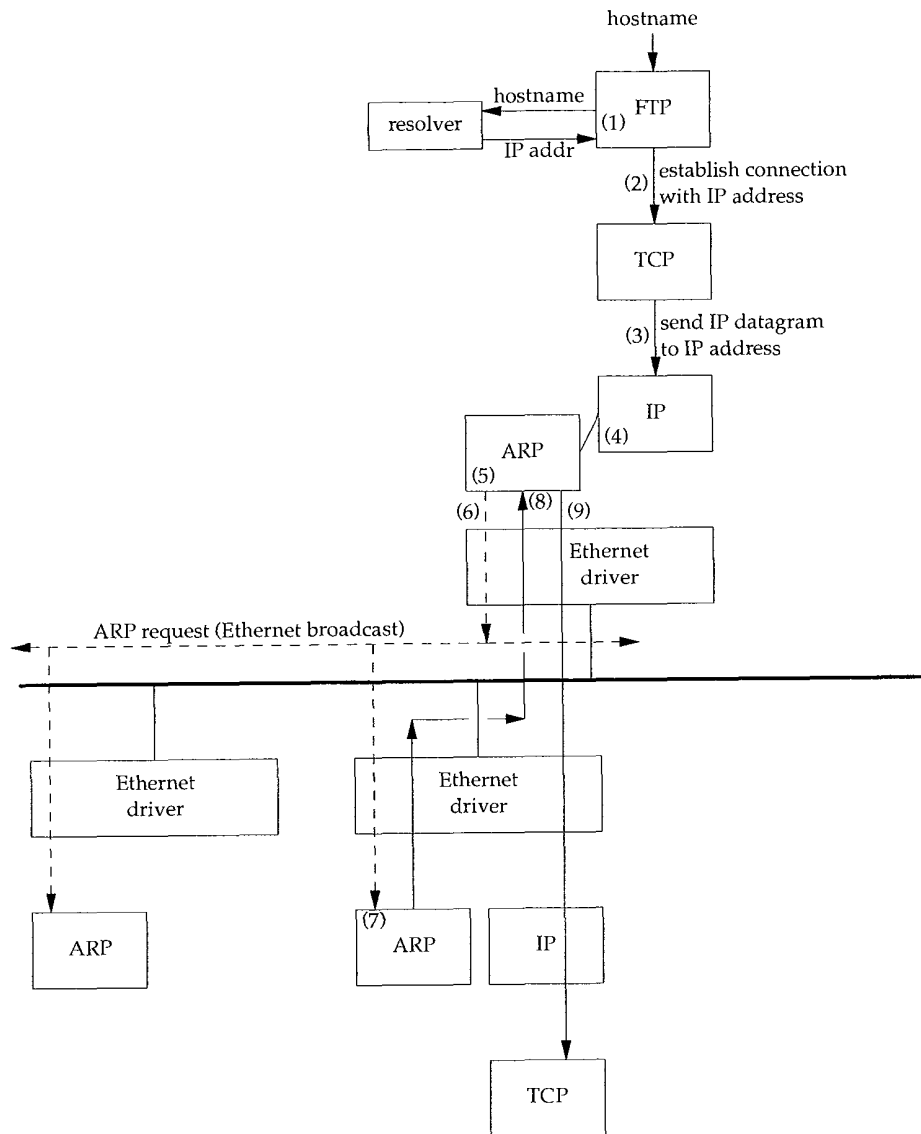 hostname
hostname
FTP
(1)
resolver
IP addr
(2)
establish connection
with IP address
TCP
(3)
send IP datagram
to IP address
IP
(4)
ARP
(5)
(6)
(8)
(9)
Ethernet
driver
ARP request (Ethernet broadcast)
Ethernet
driver
Ethernet
driver
(7)
ARP
ARP
IP
TCP